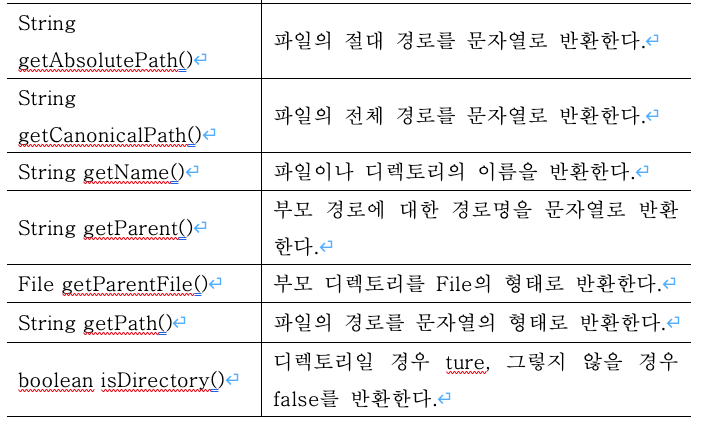 String
getAbsolutePath()↵
파일의 절대 경로를 문자열로 반환한다.↵
String
getCanonicalPath()↵
파일의 전체 경로를 문자열로 반환한다.↵
String getName()↵
파일이나 디렉토리의 이름을 반환한다.↵
String getParent()↵
부모 경로에 대한 경로명을 문자열로 반환
한다.↵
File getParentFile()↵
부모 디렉토리를 File의 형태로 반환한다.↵
String getPath()↵
파일의 경로를 문자열의 형태로 반환한다.↵
boolean isDirectory()↵
디렉토리일 경우 ture, 그렇지 않을 경우
false를 반환한다.↵